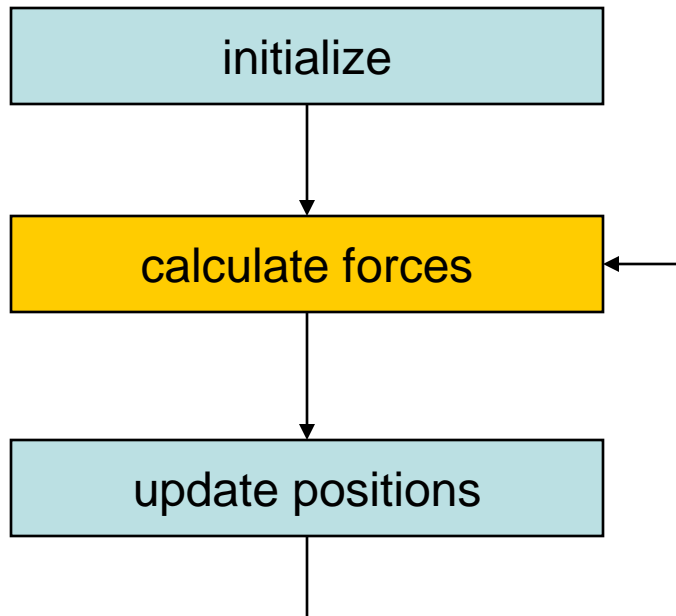 initialize
calculate forces
update positions